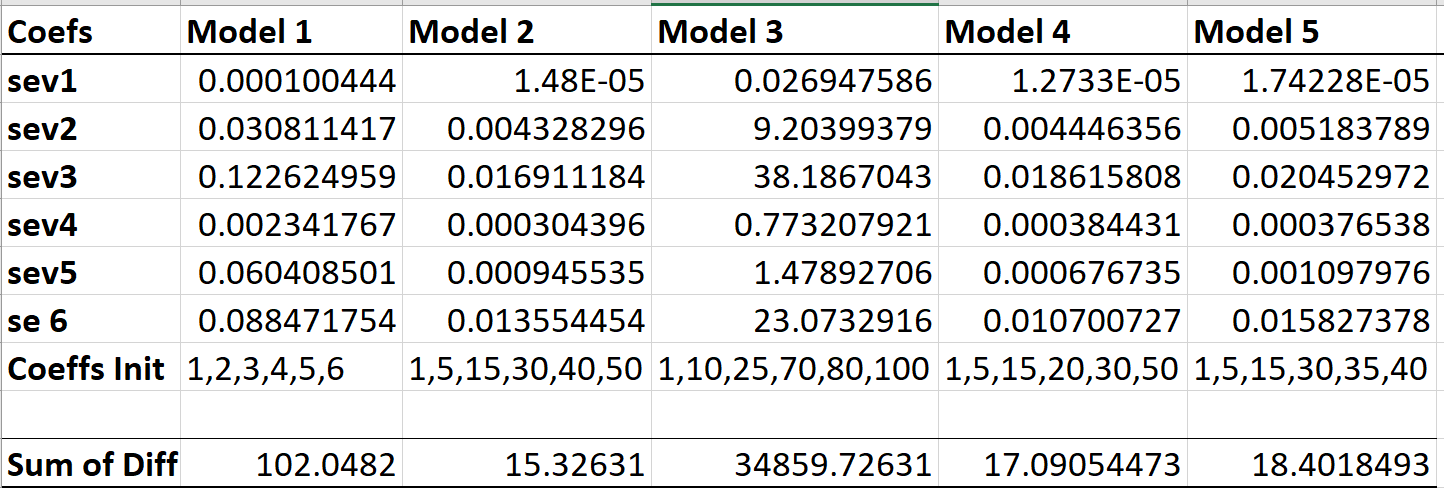 Coefs Model 1 Model 2 Model 3 Model 4 Model 5
sev1 0.000100444 1.48E-05 0.026947586 1.2733E-05 1.74228E-05
sev2 0.030811417 0.004328296 9.20399379 0.004446356 0.005183789
sev3 0.122624959 0.016911184 38.1867043 0.018615808 0.020452972
sev4 0.002341767 0.000304396 0.773207921 0.000384431 0.000376538
sev5 0.060408501 0.000945535 1.47892706 0.000676735 0.001097976
se 6 0.088471754 0.013554454 23.0732916 0.010700727 0.015827378
Coeffs Init 1,2,3,4,5,6 1,5,15,30,40,50 1,10,25,70,80,100 1,5,15,20,30,50 1,5,15,30,35,40
Sum of Diff 102.0482 15.32631 34859.72631 17.09054473 18.4018493